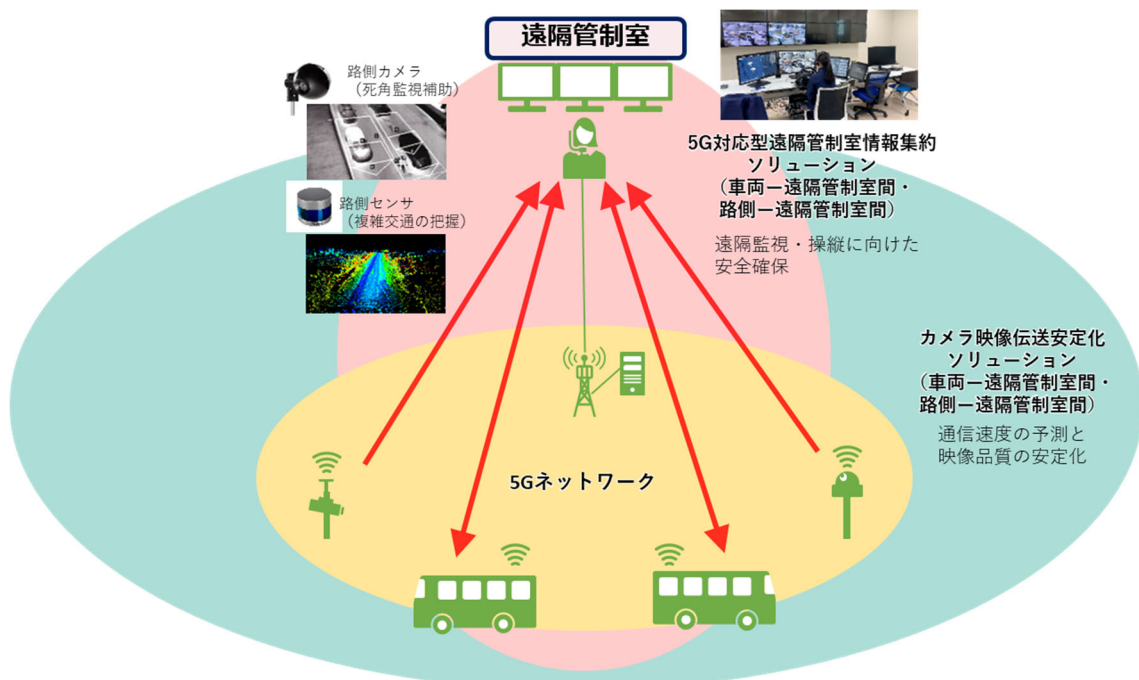 遠隔管制室
路側カメラ
（死角監視補助）
路側センサ
（複雑交通の把握）
5G対応型遠隔管制室情報集約
ソリューション
（車両ー遠隔管制室間・
路側ー遠隔管制室間）
遠隔監視・操縦に向けた
安全確保
カメラ映像伝送安定化
ソリューション
（車両ー遠隔管制室間・
路側ー遠隔管制室間）
通信速度の予測と
映像品質の安定化
5Gネットワーク